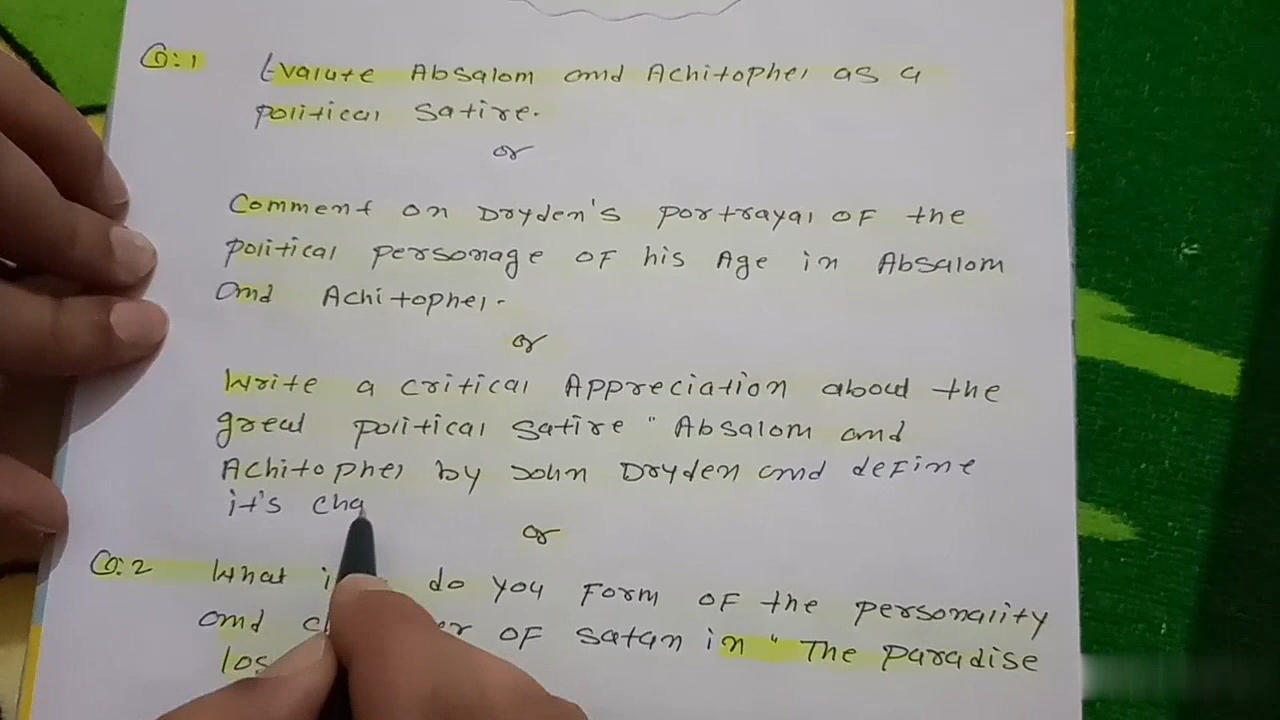 Q:1 Evalute Absalom and Achitophel as a
political Satire.
or
Comment on Dryden's portrayal OF the
political personage OF his Age in Absalom
and Achitophel.
or
Write a critical Appreciation about the
great political satire " Absalom and
Achitophel by John Dryden and define
it's cha
or
Q:2 What do you Form OF the personality
and OF Satan in " The Paradise
los